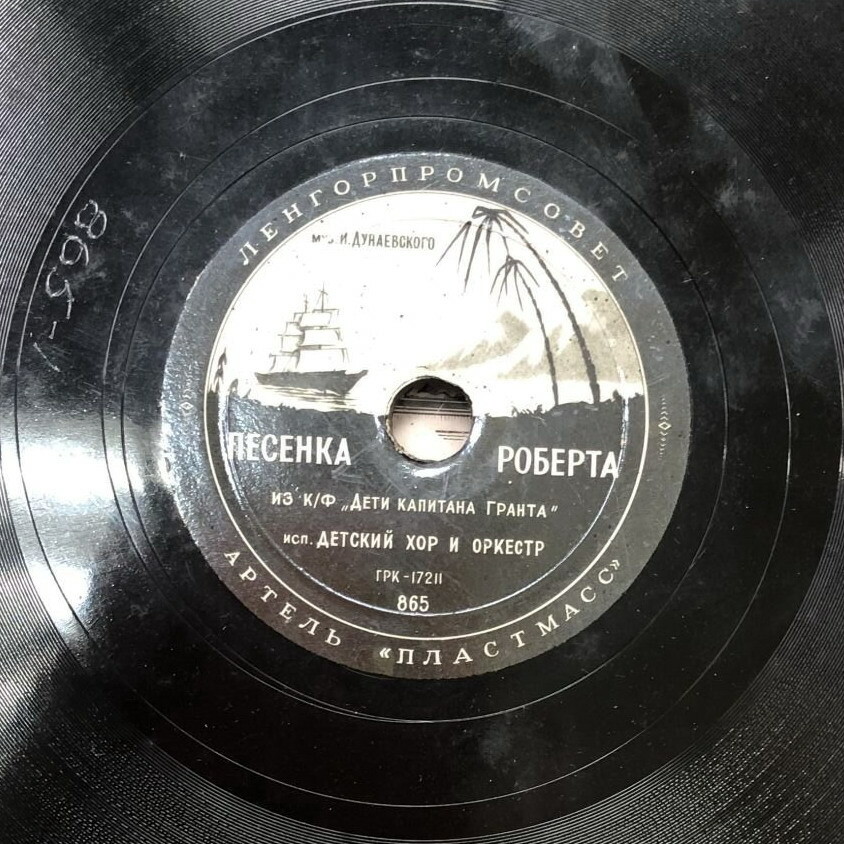 ЛЕНГОРПРОМСОВЕТ
муз. И. ДУНАЕВСКОГО
ПЕСЕНКА РОБЕРТА
ИЗ К/Ф „ДЕТИ КАПИТАНА ГРАНТА"
исп. ДЕТСКИЙ ХОР И ОРКЕСТР
ГРК-17211
865
АРТЕЛЬ «ПЛАСТМАСС»
865-1